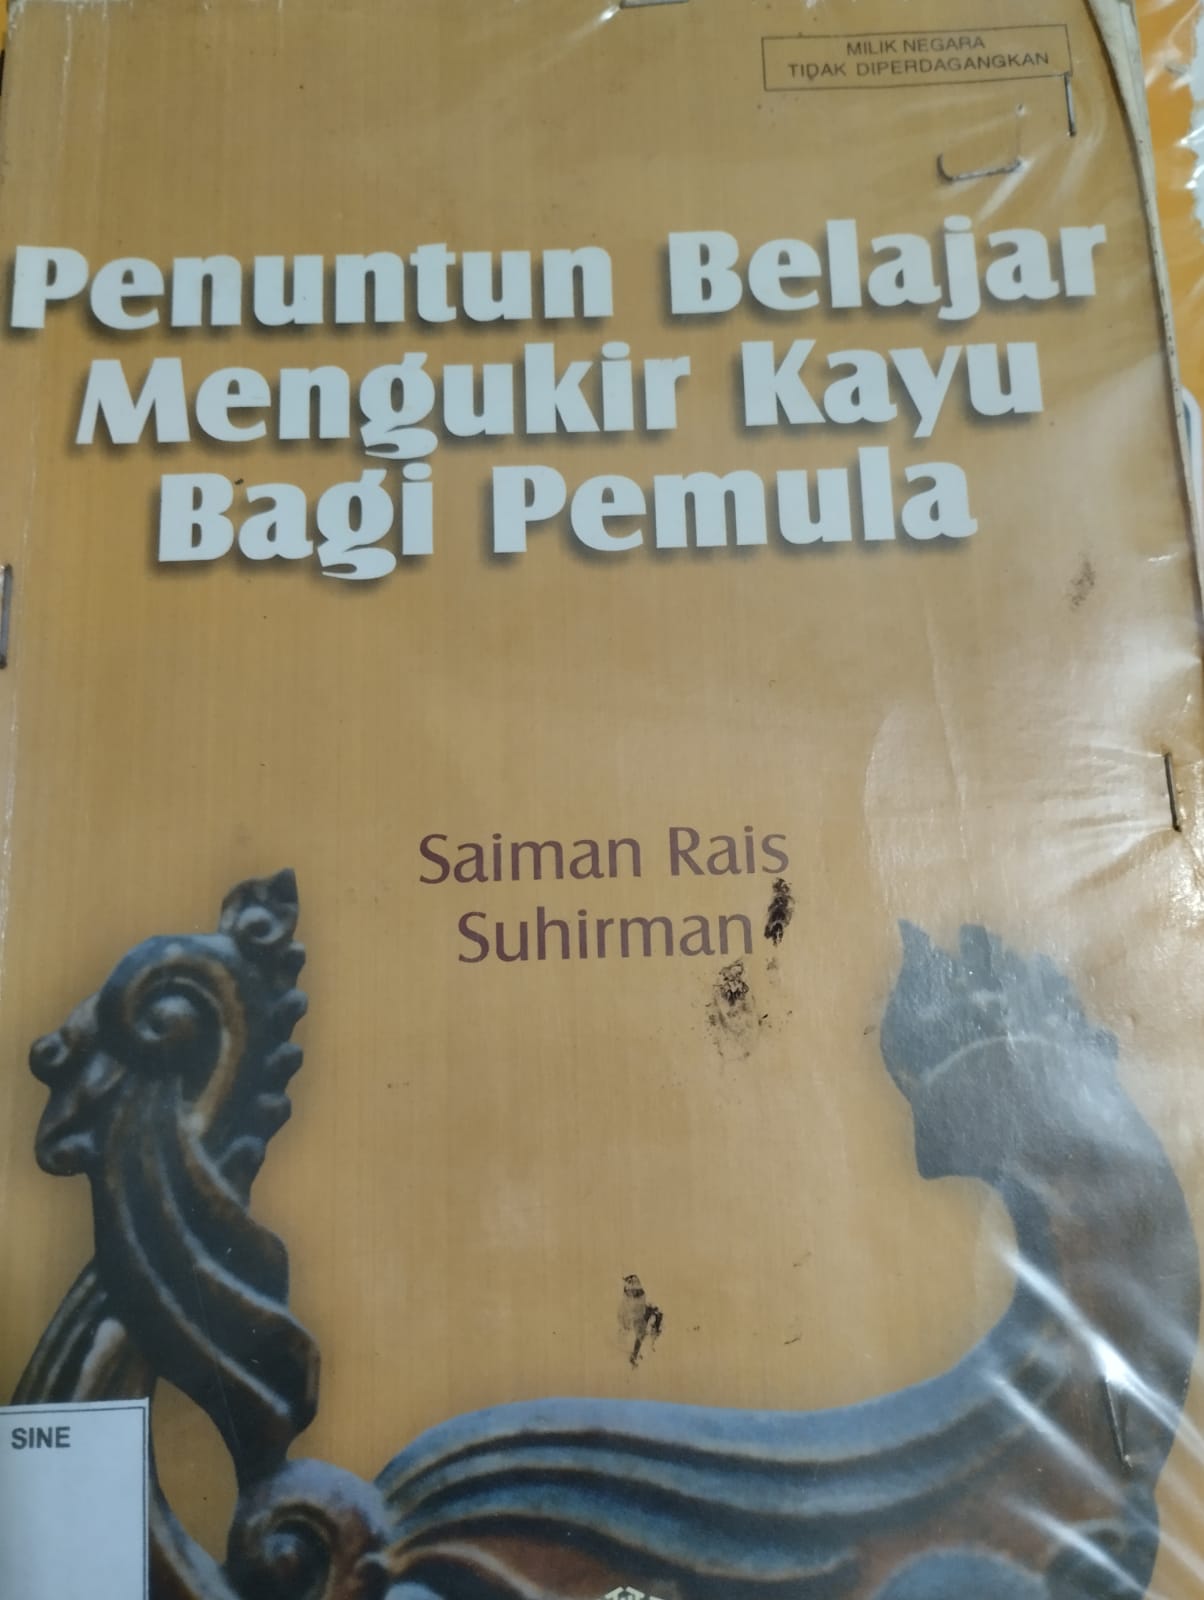 MILIK NEGARA
TIDAK DIPERDAGANGKAN
Penuntun Belajar
Mengukir Kayu
Bagi Pemula
Saiman Rais
Suhirman
SINE